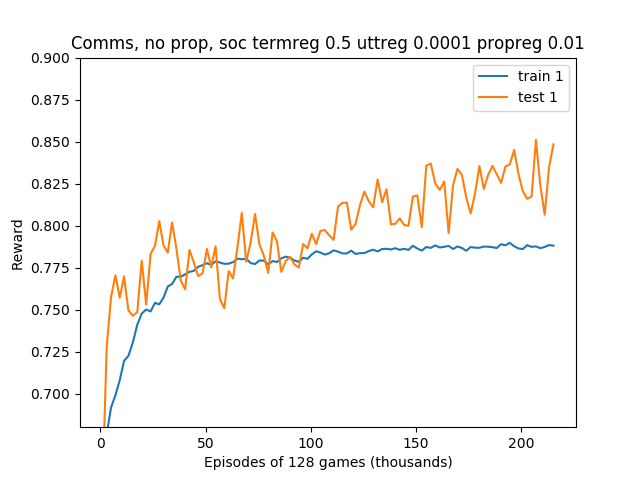 Comms, no prop, soc termreg 0.5 uttreg 0.0001 propreg 0.01
train 1
test 1
Reward
0.900
0.875
0.850
0.825
0.800
0.775
0.750
0.725
0.700
0
50
100
150
200
Episodes of 128 games (thousands)